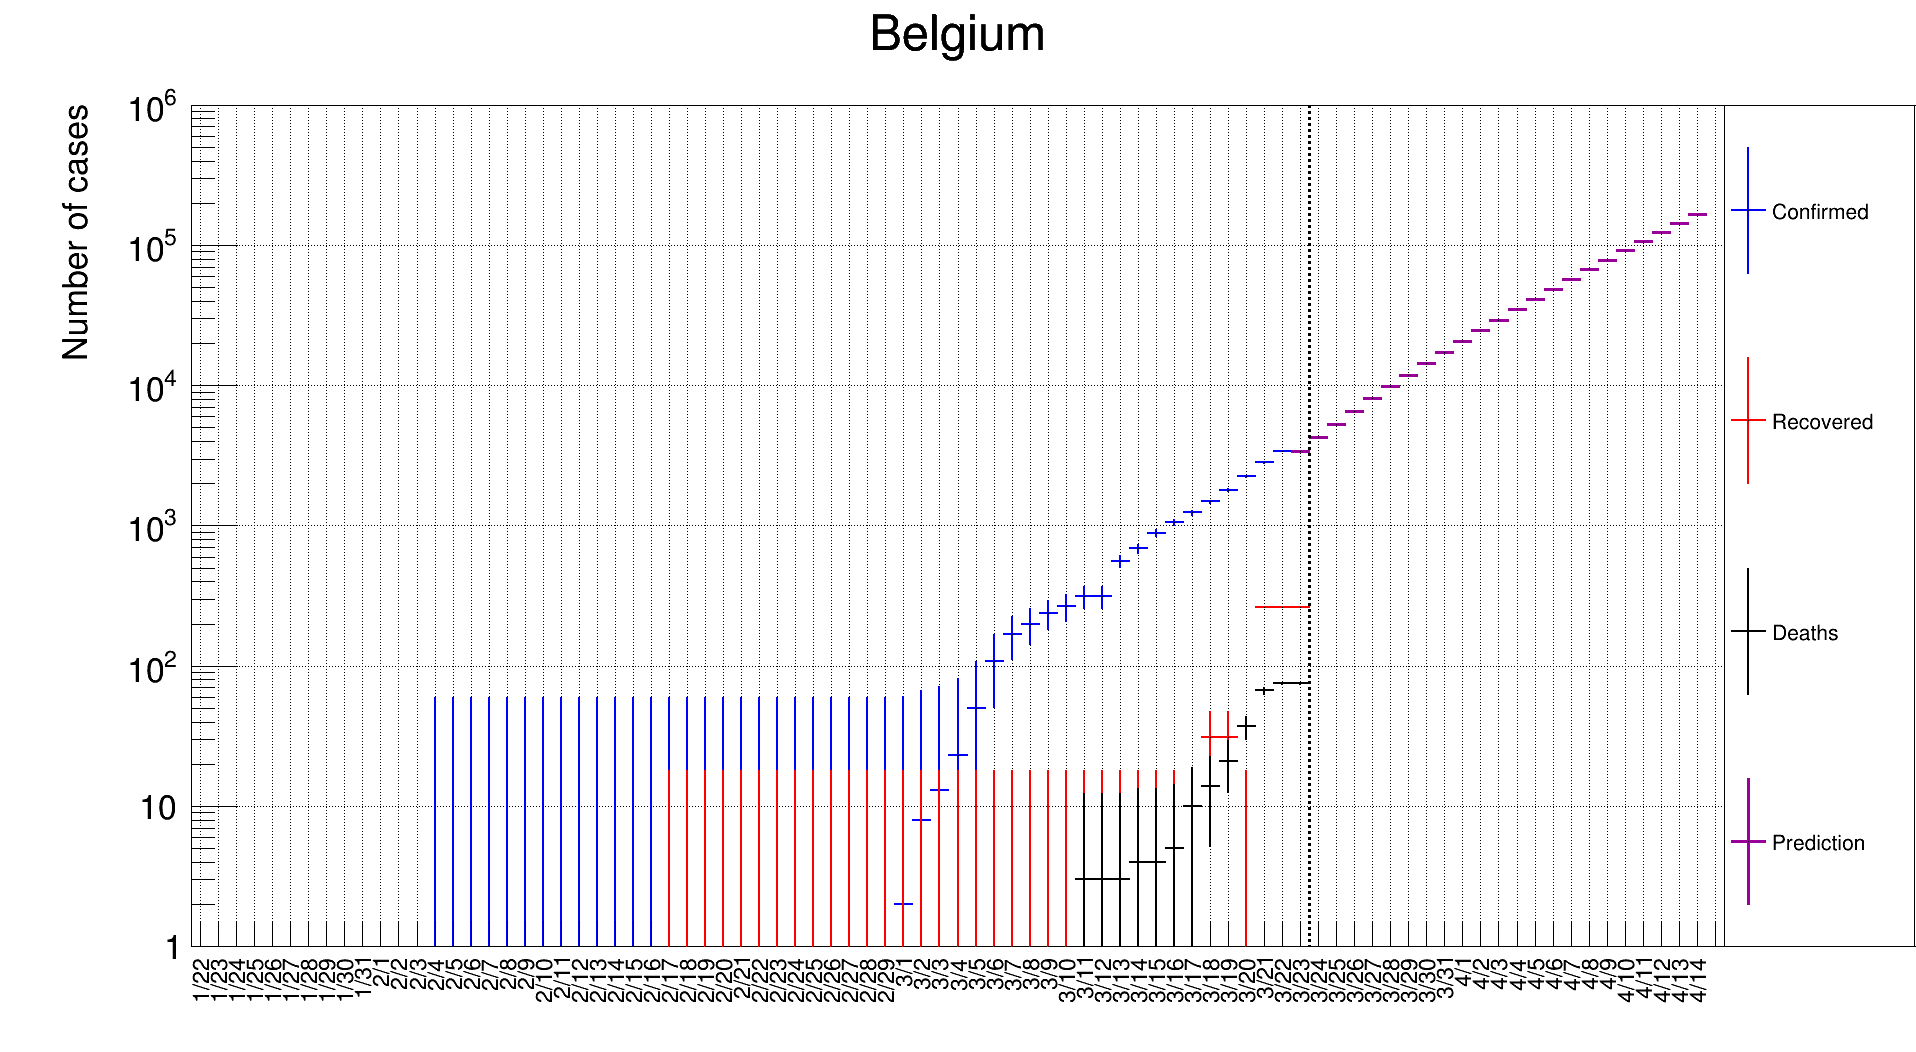 Belgium
Number of cases
10^6
10^5
10^4
10^3
10^2
10
1
1/22 1/23 1/24 1/25 1/26 1/27 1/28 1/29 1/30 1/31 2/1 2/2 2/3 2/4 2/5 2/6 2/7 2/8 2/9 2/10 2/11 2/12 2/13 2/14 2/15 2/16 2/17 2/18 2/19 2/20 2/21 2/22 2/23 2/24 2/25 2/26 2/27 2/28 2/29 3/1 3/2 3/3 3/4 3/5 3/6 3/7 3/8 3/9 3/10 3/11 3/12 3/13 3/14 3/15 3/16 3/17 3/18 3/19 3/20 3/21 3/22 3/23 3/24 3/25 3/26 3/27 3/28 3/29 3/30 3/31 4/1 4/2 4/3 4/4 4/5 4/6 4/7 4/8 4/9 4/10 4/11 4/12 4/13 4/14
Confirmed
Recovered
Deaths
Prediction